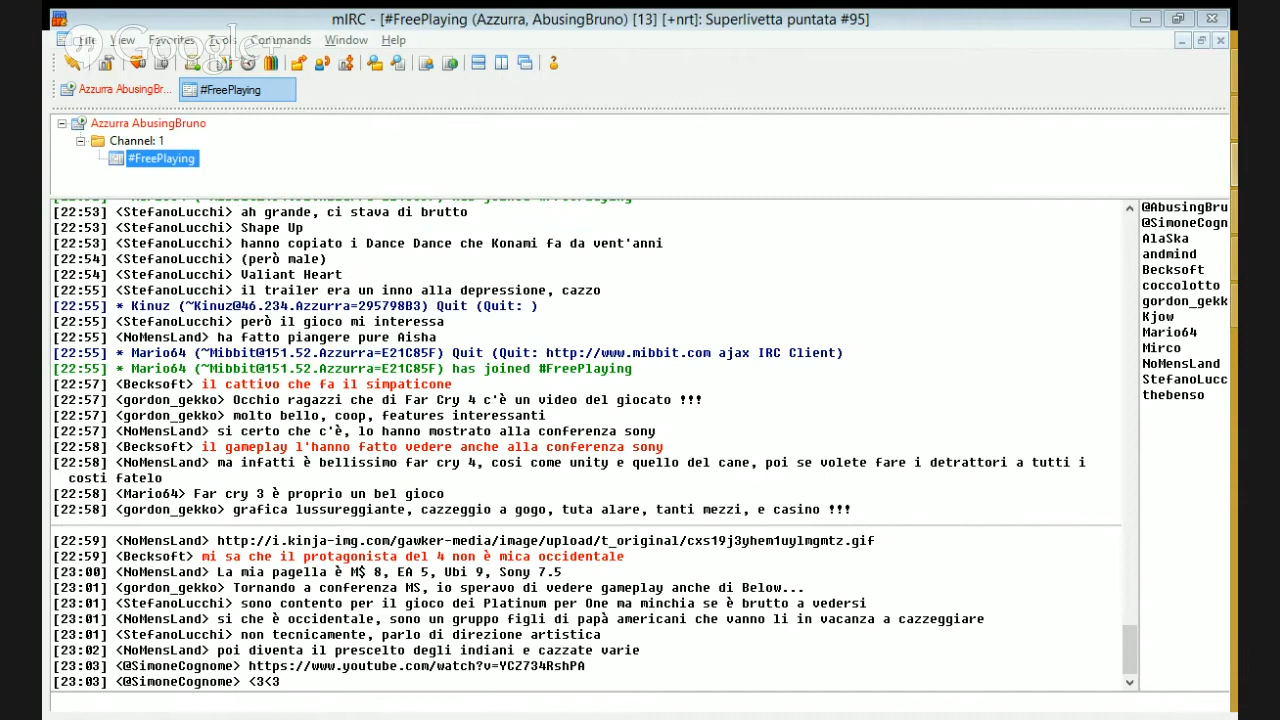 mIRC - [#FreePlaying (Azzurra, AbusingBruno) [13] [+nrt]: Superlivetta puntata #95]
File View Favorites Tools Commands Window Help
Azzurra AbusingBr... #FreePlaying
Azzurra AbusingBruno
Channel: 1
#FreePlaying
[22:53] <StefanoLucchi> ah grande, ci stava di brutto
[22:53] <StefanoLucchi> Shape Up
[22:53] <StefanoLucchi> hanno copiato i Dance Dance che Konami fa da vent'anni
[22:54] <StefanoLucchi> (però male)
[22:54] <StefanoLucchi> Valiant Heart
[22:55] <StefanoLucchi> il trailer era un inno alla depressione, cazzo
[22:55] * Kinuz (~Kinuz@46.234.Azzurra=295798B3) Quit (Quit: )
[22:55] <StefanoLucchi> però il gioco mi interessa
[22:55] <NoMensLand> ha fatto piangere pure Aisha
[22:55] * Mario64 (~Mibbit@151.52.Azzurra=E21C85F) Quit (Quit: http://www.mibbit.com ajax IRC Client)
[22:55] * Mario64 (~Mibbit@151.52.Azzurra=E21C85F) has joined #FreePlaying
[22:57] <Becksoft> il cattivo che fa il simpaticone
[22:57] <gordon_gekko> Occhio ragazzi che di Far Cry 4 c'è un video del giocato !!!
[22:57] <gordon_gekko> molto bello, coop, features interessanti
[22:57] <NoMensLand> si certo che c'è, lo hanno mostrato alla conferenza sony
[22:58] <Becksoft> il gameplay l'hanno fatto vedere anche alla conferenza sony
[22:58] <NoMensLand> ma infatti è bellissimo far cry 4, cosi come unity e quello del cane, poi se volete fare i detrattori a tutti i
costi fatelo
[22:58] <Mario64> Far cry 3 è proprio un bel gioco
[22:58] <gordon_gekko> grafica lussureggiante, cazzeggio a gogo, tuta alare, tanti mezzi, e casino !!!
[22:59] <NoMensLand> http://i.kinja-img.com/gawker-media/image/upload/t_original/cxs19j3yhem1uylmgmtz.gif
[22:59] <Becksoft> mi sa che il protagonista del 4 non è mica occidentale
[23:00] <NoMensLand> La mia pagella è M$ 8, EA 5, Ubi 9, Sony 7.5
[23:01] <gordon_gekko> Tornando a conferenza MS, io speravo di vedere gameplay anche di Below...
[23:01] <StefanoLucchi> sono contento per il gioco dei Platinum per One ma minchia se è brutto a vedersi
[23:01] <NoMensLand> si che è occidentale, sono un gruppo figli di papà americani che vanno li in vacanza a cazzeggiare
[23:01] <StefanoLucchi> non tecnicamente, parlo di direzione artistica
[23:02] <NoMensLand> poi diventa il prescelto degli indiani e cazzate varie
[23:03] <@SimoneCognome> https://www.youtube.com/watch?v=YCZ734RshPA
[23:03] <@SimoneCognome> <3<3
@AbusingBru
@SimoneCogn
AlaSka
andmind
Becksoft
coccolotto
gordon_gekk
Kjow
Mario64
Mirco
NoMensLand
StefanoLucc
thebenso